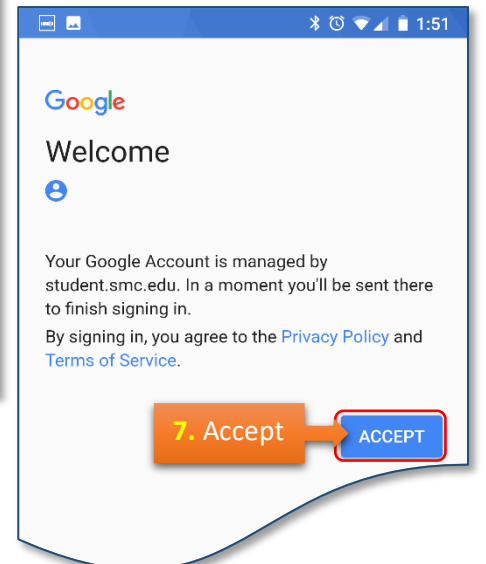 1:51
Google
Welcome
Your Google Account is managed by
student.smc.edu. In a moment you'll be sent there
to finish signing in.
By signing in, you agree to the Privacy Policy and
Terms of Service.
7. Accept
ACCEPT